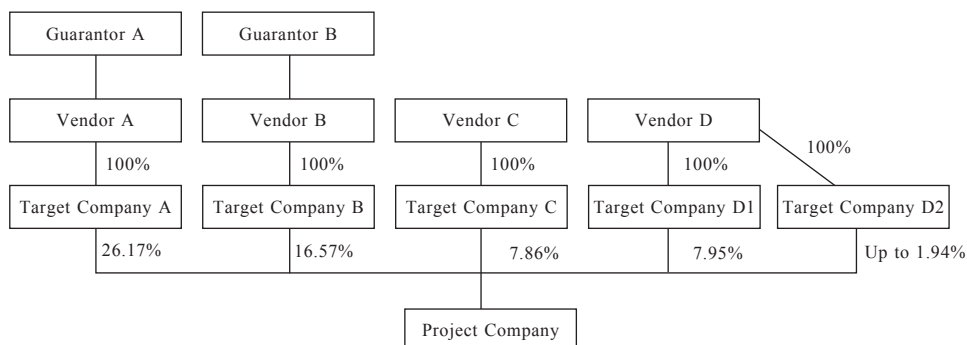 Guarantor A
Guarantor B
Vendor A
Vendor B
Vendor C
Vendor D
100%
100%
100%
100%
100%
Target Company A
Target Company B
Target Company C
Target Company D1
Target Company D2
26.17%
16.57%
7.86%
7.95%
Up to 1.94%
Project Company